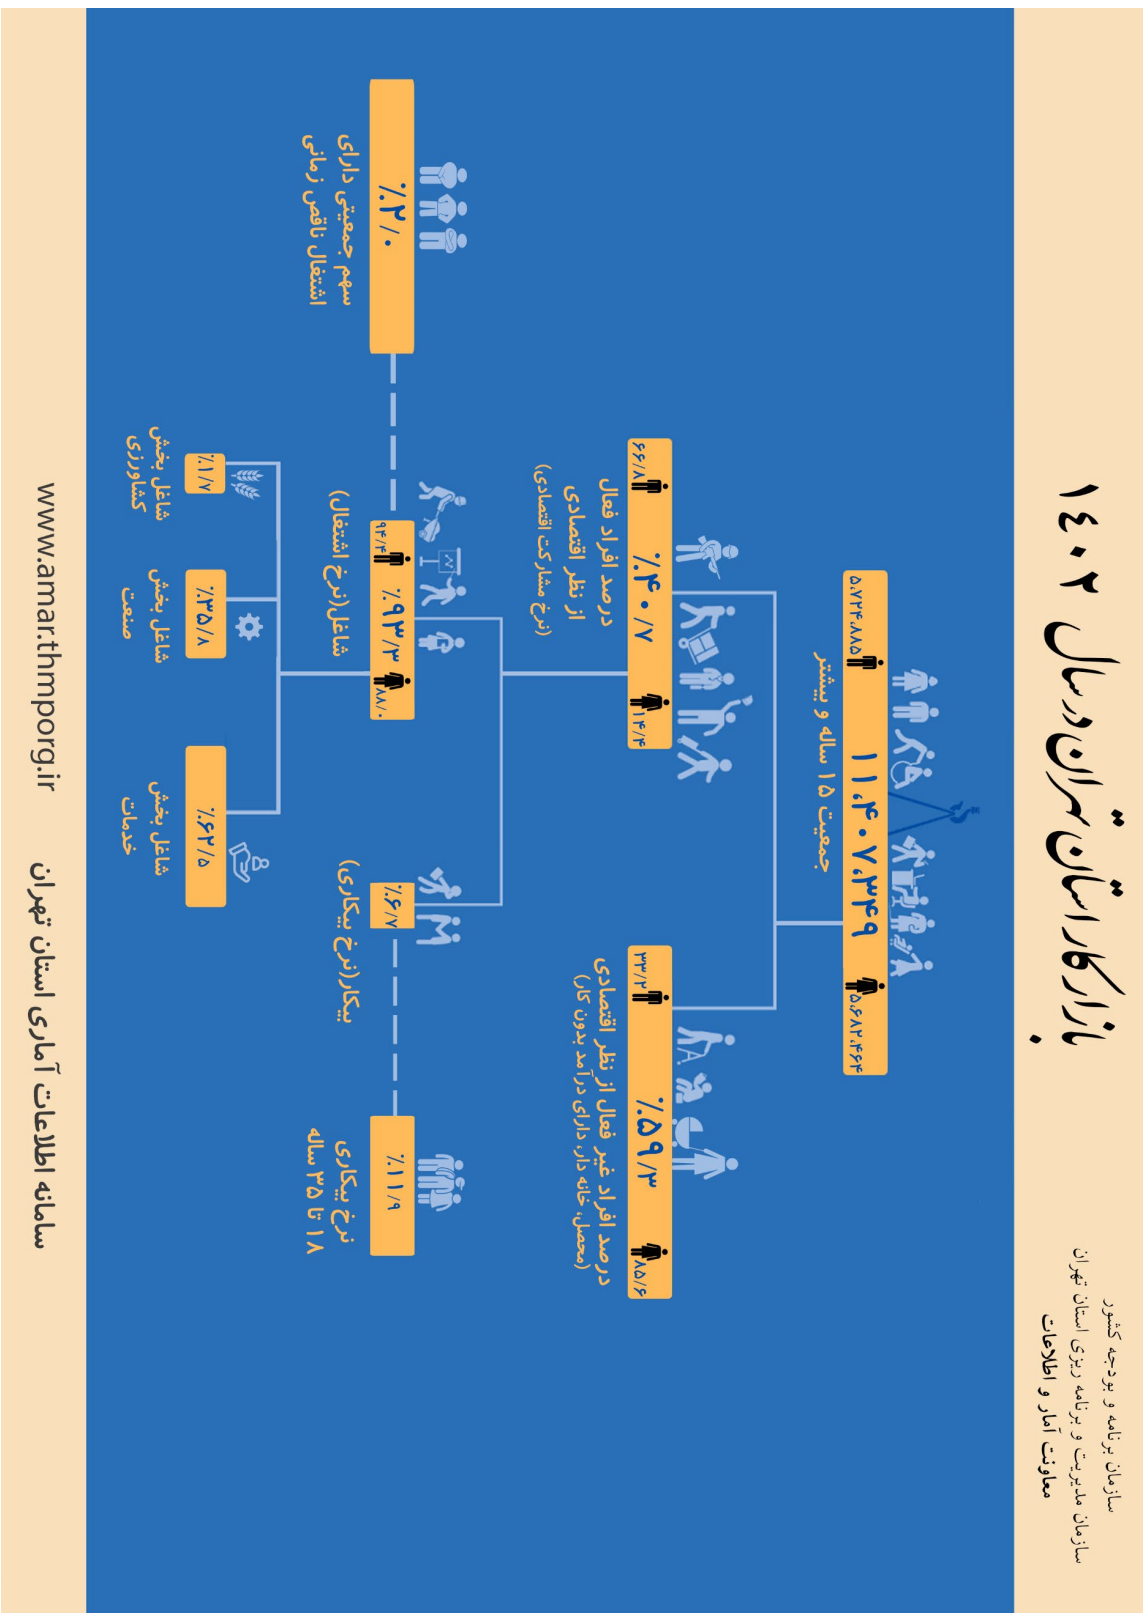 سازمان برنامه و بودجه کشور
سازمان مدیریت و برنامه ریزی استان تهران
معاونت آمار و اطلاعات
بازار کار استان تهران در سال ۱۴۰۲
۵،۷۲۴،۸۸۵
۱۱،۴۰۷،۳۴۹
۵،۶۸۲،۴۶۴
جمعیت ۱۵ ساله و بیشتر
۶۶/۸
%۴۰/۷
۱۴/۴
درصد افراد فعال
از نظر اقتصادی
(نرخ مشارکت اقتصادی)
۳۳/۲
%۵۹/۳
۸۵/۶
درصد افراد غیر فعال از نظر اقتصادی
(محصل، خانه دار، دارای درآمد بدون کار)
%۲/۰
سهم جمعیتی دارای
اشتغال ناقص زمانی
۹۴/۴
%۹۳/۳
۸۸/۰
شاغل(نرخ اشتغال)
%۶/۷
بیکار(نرخ بیکاری)
%۱۱/۹
نرخ بیکاری
۱۸ تا ۳۵ ساله
%۱/۷
شاغل بخش
کشاورزی
%۳۵/۸
شاغل بخش
صنعت
%۶۲/۵
شاغل بخش
خدمات
www.amar.thmporg.ir سامانه اطلاعات آماری استان تهران